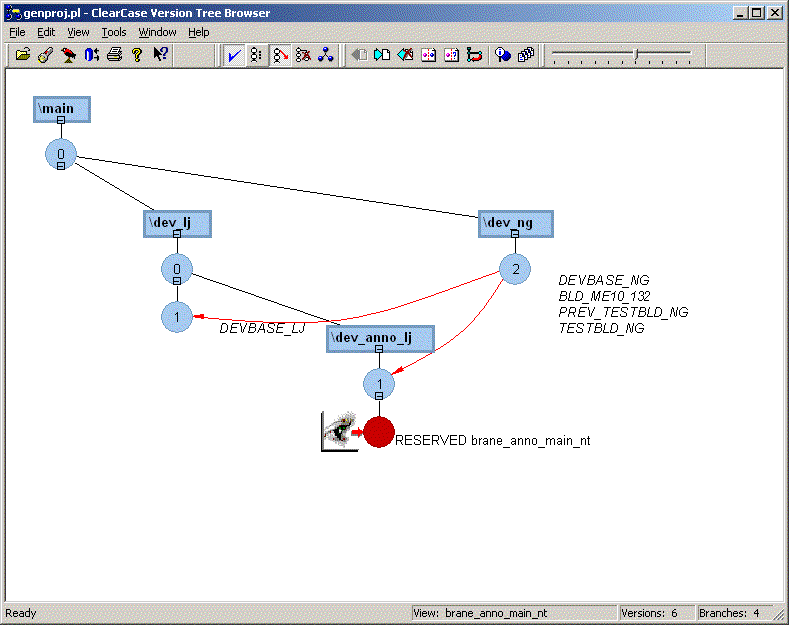 genproj.pl - ClearCase Version Tree Browser
File Edit View Tools Window Help
\main
0
\dev_lj
\dev_ng
0
2
DEVBASE_NG
BLD_ME10_132
PREV_TESTBLD_NG
TESTBLD_NG
1
DEVBASE_LJ
\dev_anno_lj
1
RESERVED brane_anno_main_nt
Ready
View: brane_anno_main_nt
Versions: 6
Branches: 4